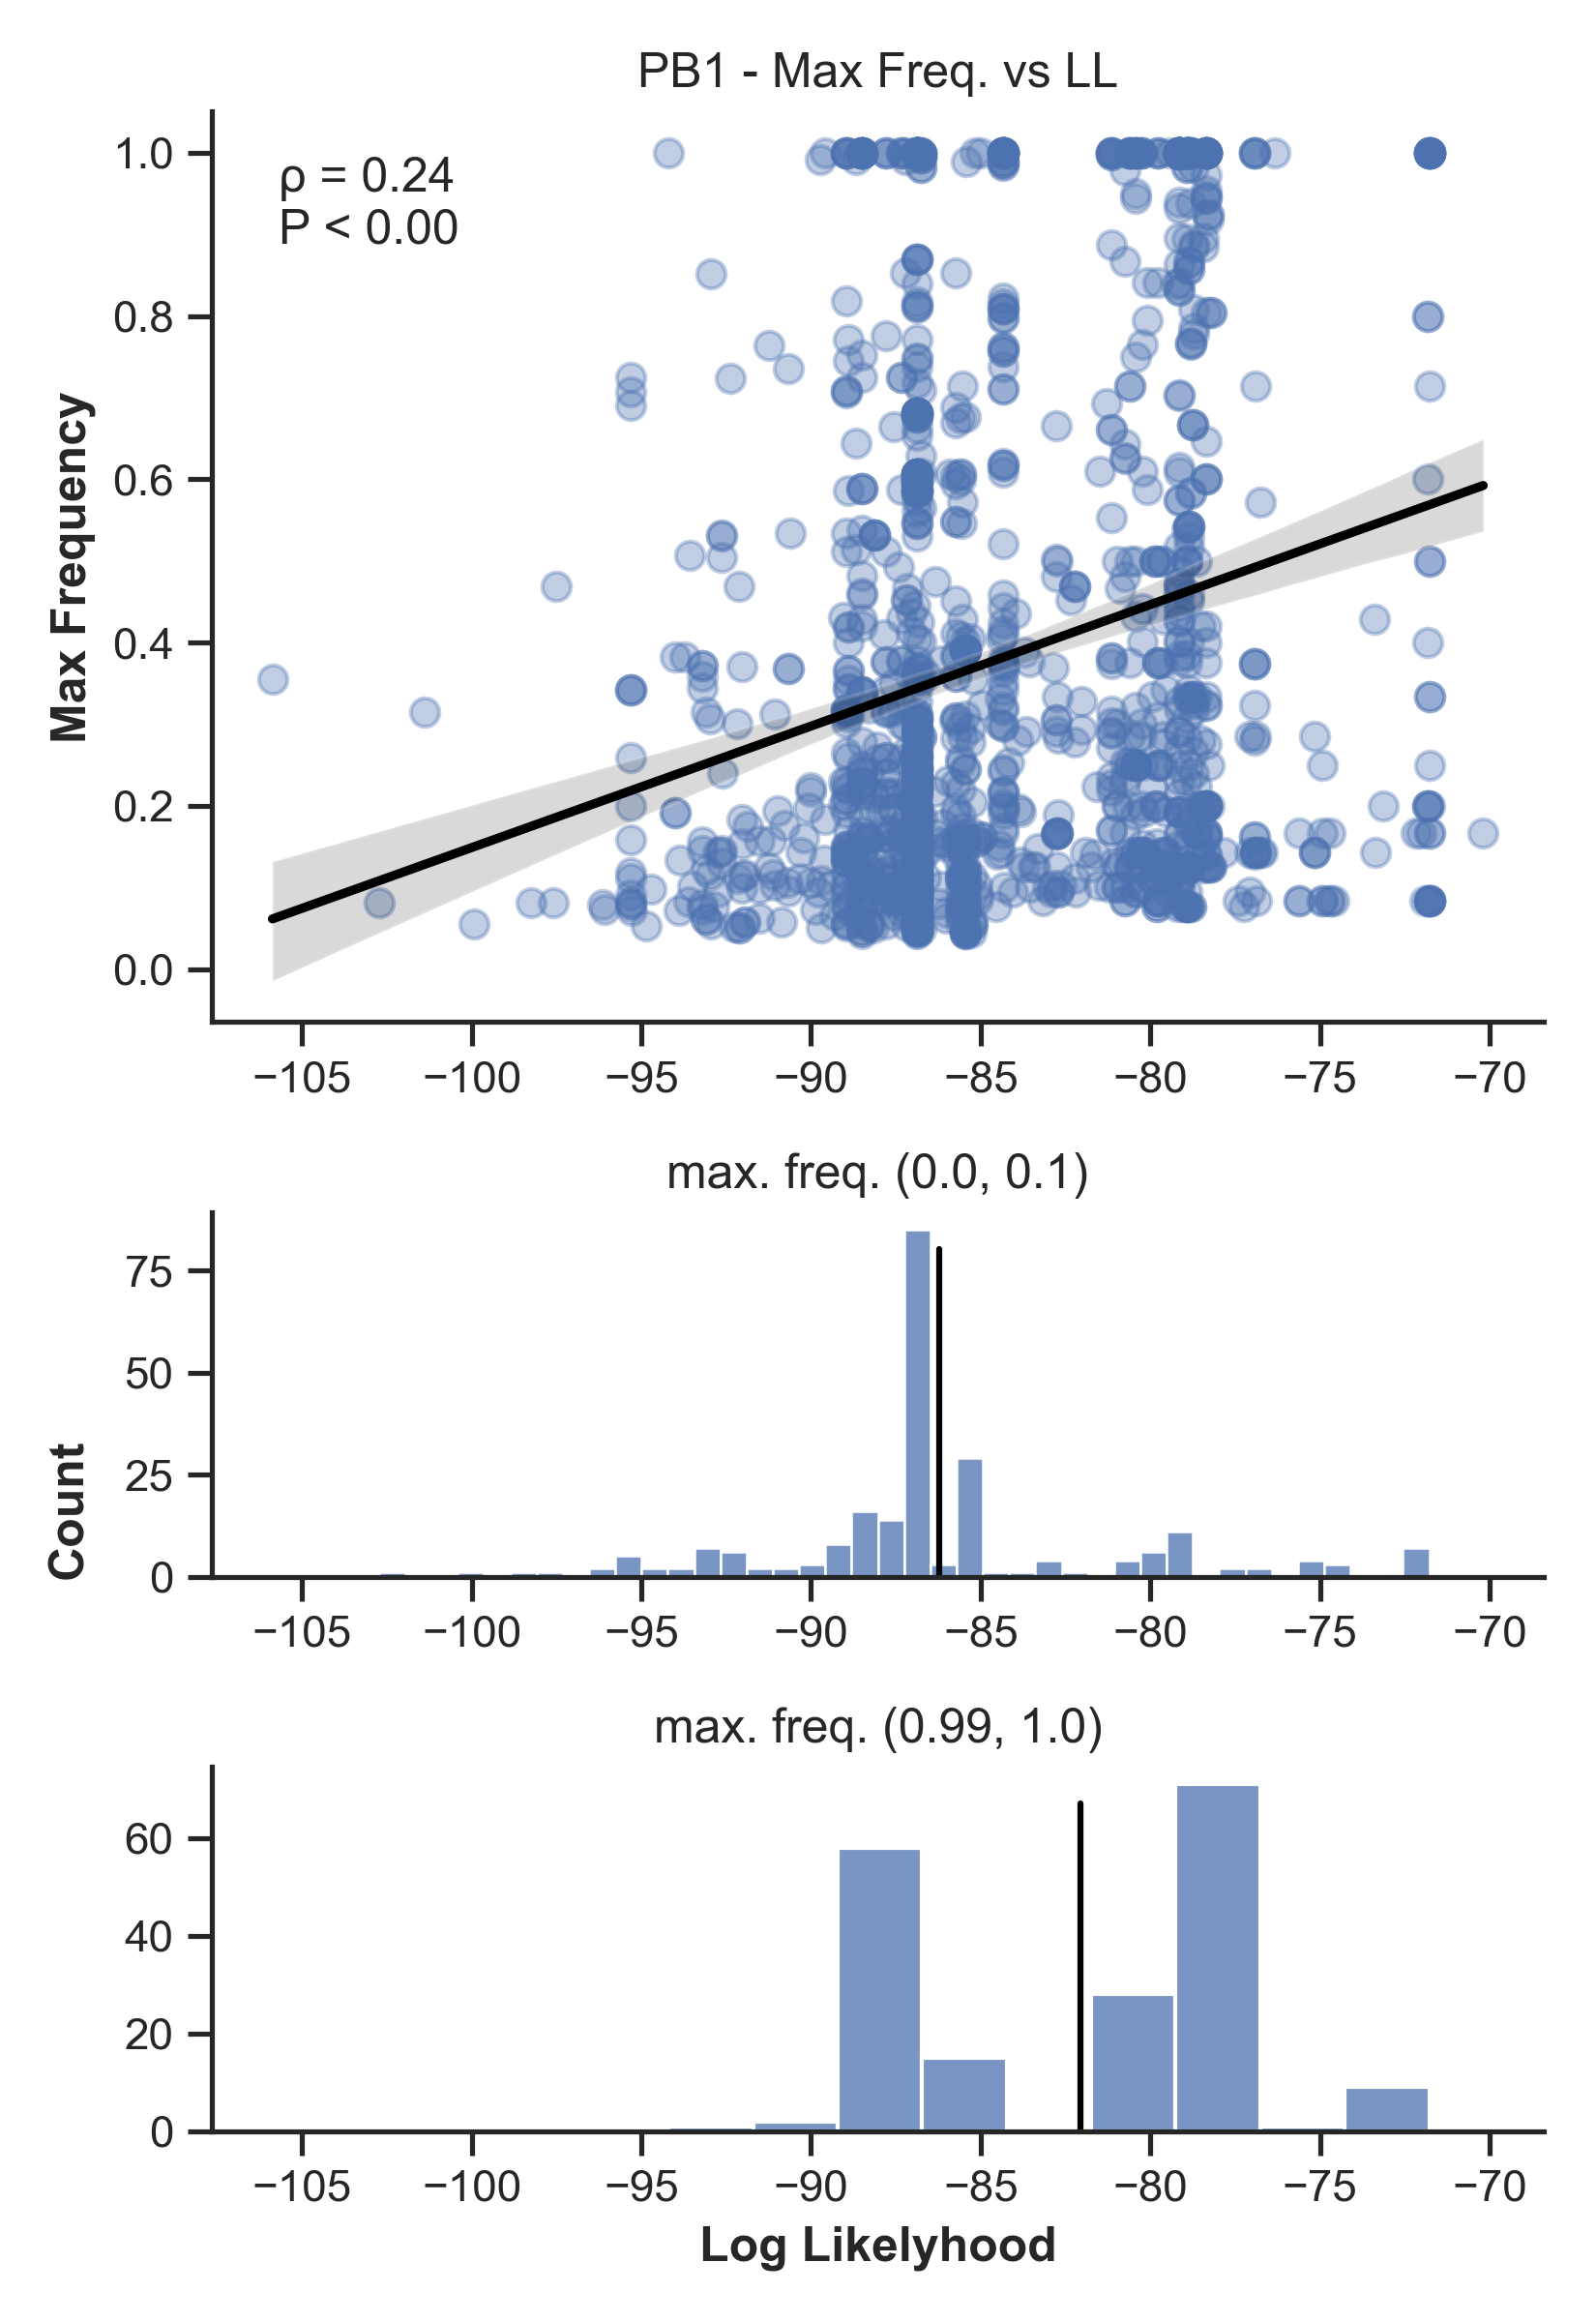 PB1 - Max Freq. vs LL
ρ = 0.24
P < 0.00
Max Frequency
1.0
0.8
0.6
0.4
0.2
0.0
−105 −100 −95 −90 −85 −80 −75 −70
max. freq. (0.0, 0.1)
Count
75
50
25
0
−105 −100 −95 −90 −85 −80 −75 −70
max. freq. (0.99, 1.0)
60
40
20
0
−105 −100 −95 −90 −85 −80 −75 −70
Log Likelyhood